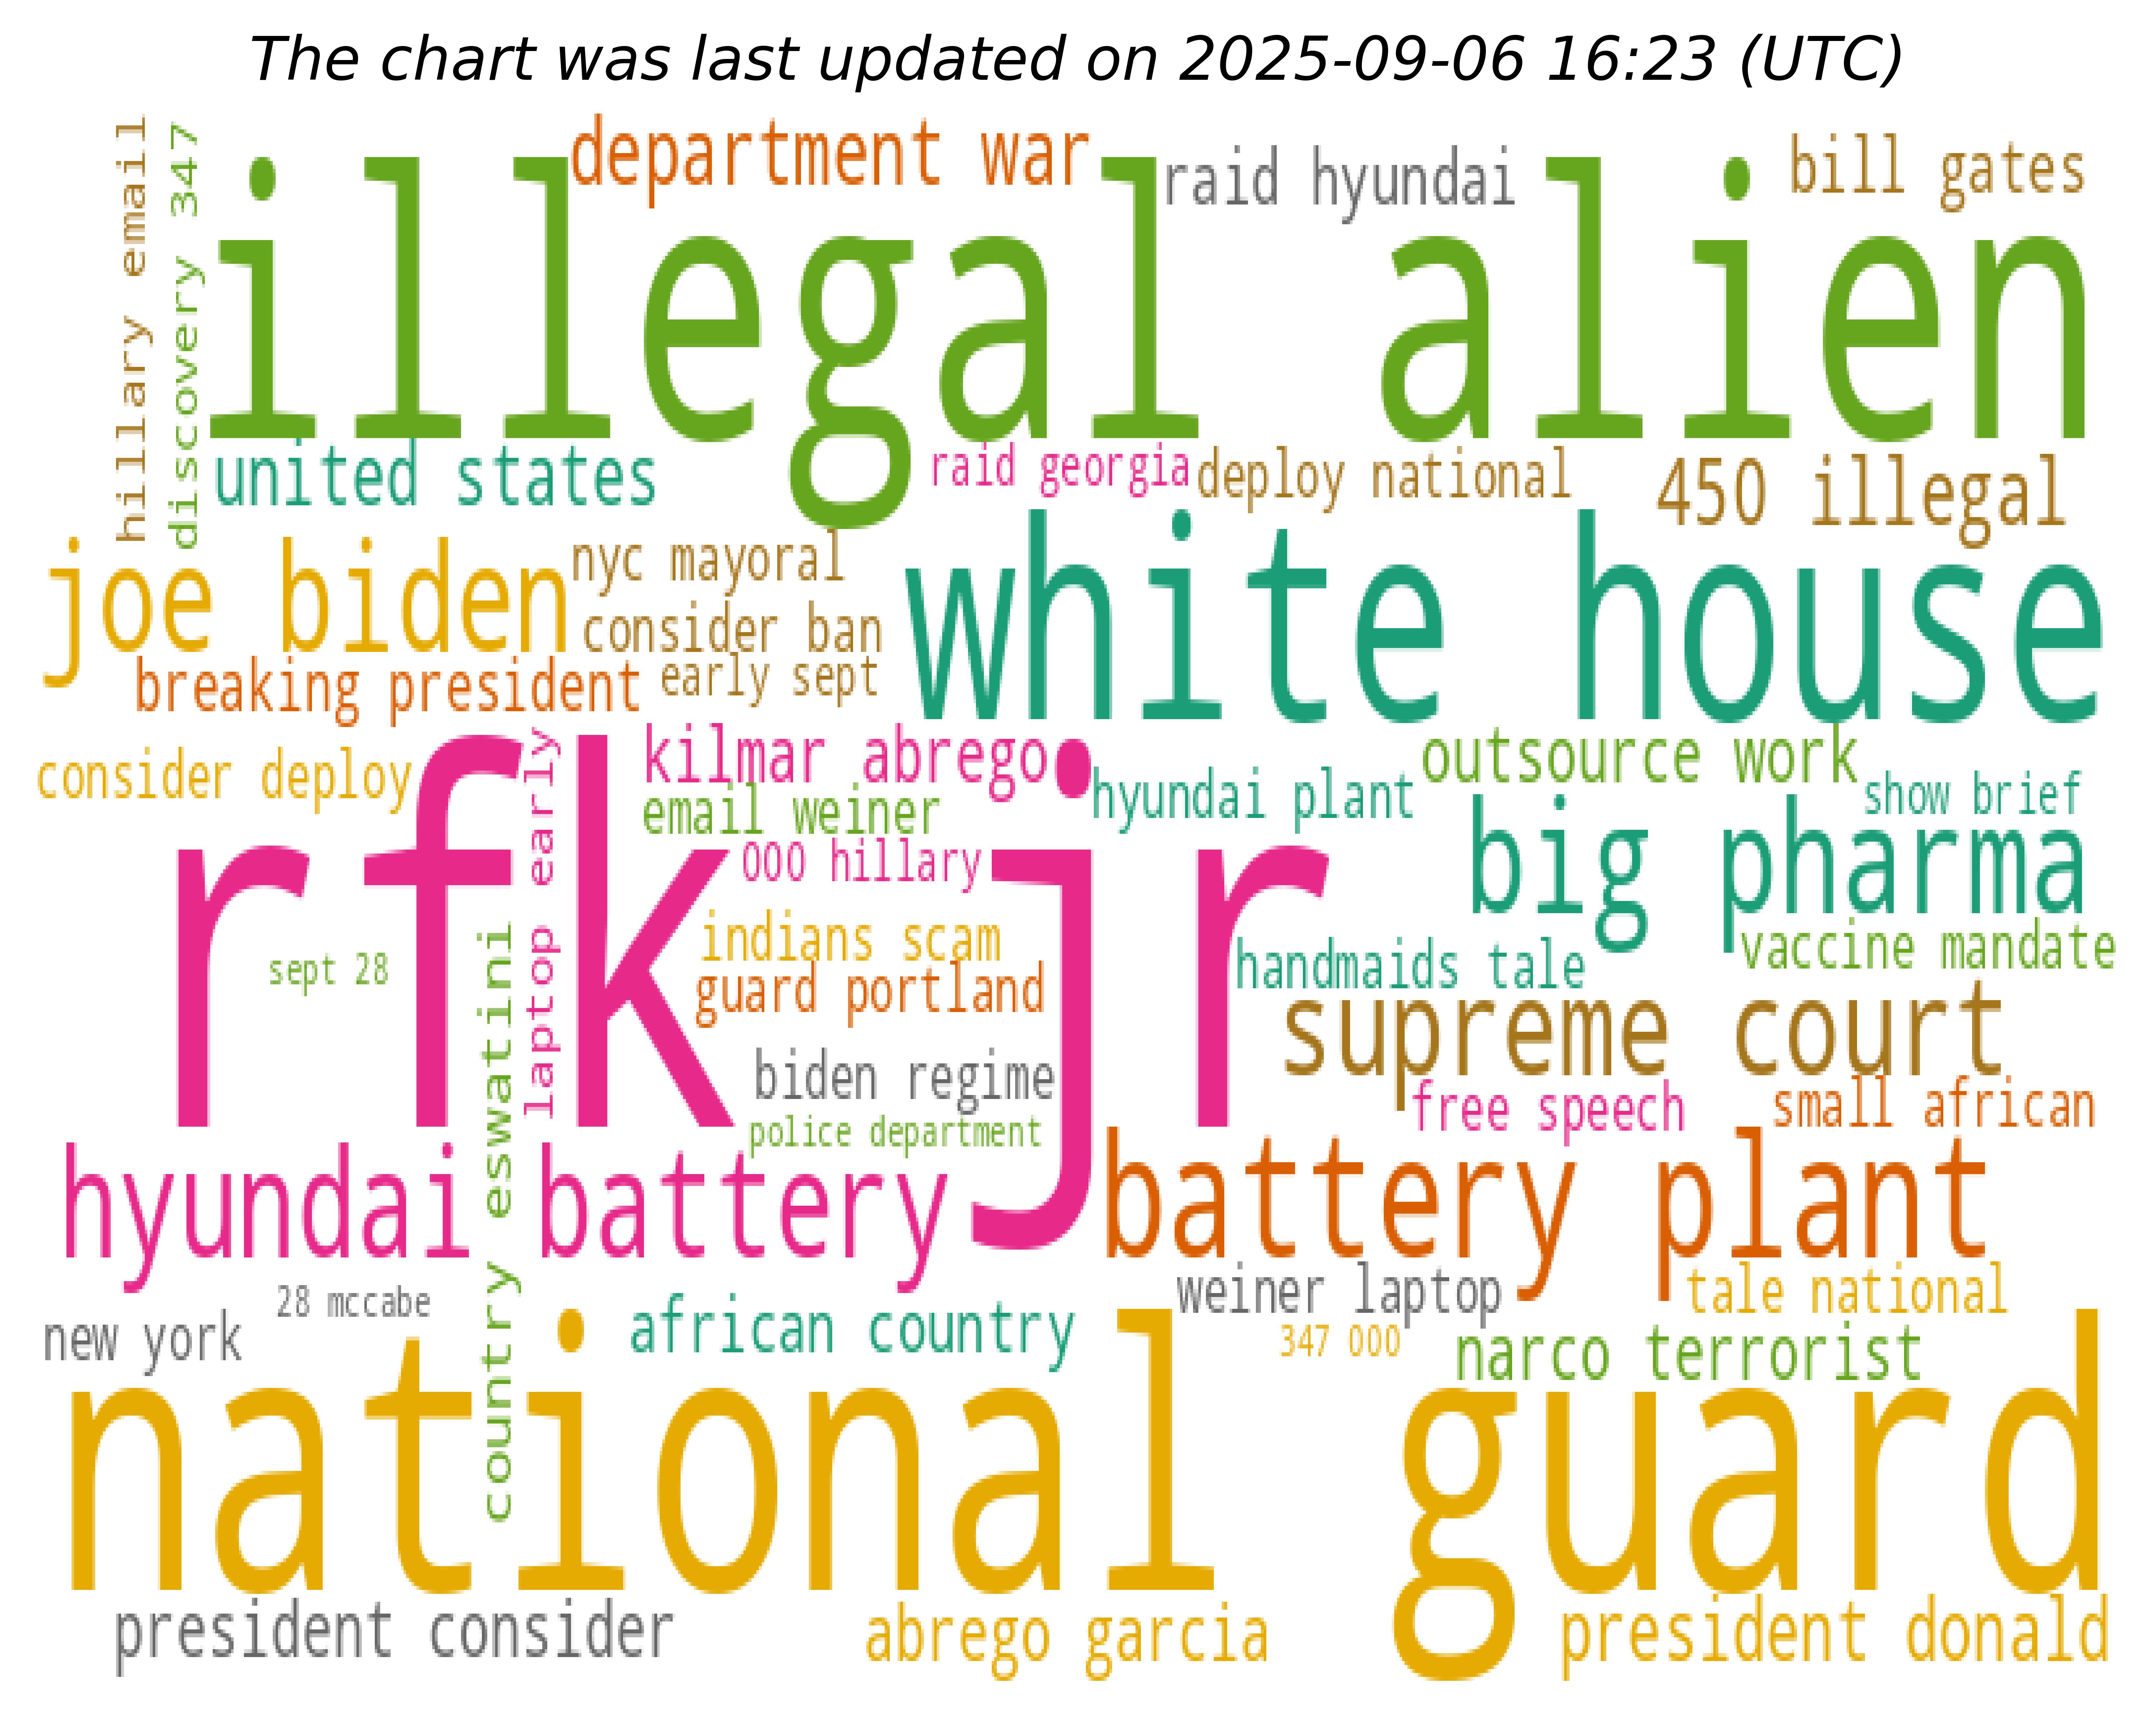 The chart was last updated on 2025-09-06 16:23 (UTC)
hillary email
discovery 347
illegal alien
department war
raid hyundai
bill gates
united states
raid georgia
deploy national
450 illegal
joe biden
nyc mayoral
consider ban
white house
breaking president
early sept
consider deploy
rfk jr
laptop early
kilmar abrego
email weiner
hyundai plant
outsource work
show brief
000 hillary
big pharma
indians scam
handmaids tale
vaccine mandate
sept 28
country eswatini
guard portland
supreme court
biden regime
free speech
small african
police department
hyundai battery
battery plant
28 mccabe
weiner laptop
tale national
new york
african country
347 000
narco terrorist
national guard
president consider
abrego garcia
president donald